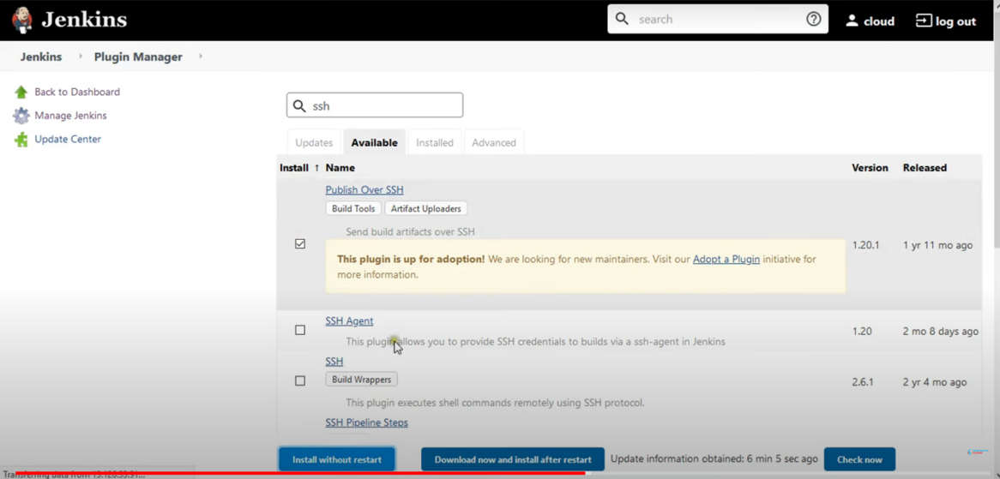 Jenkins
search
cloud
log out
Jenkins
Plugin Manager
Back to Dashboard
Manage Jenkins
Update Center
ssh
Updates
Available
Installed
Advanced
Install ↑ Name
Version
Released
Publish Over SSH
Build Tools
Artifact Uploaders
Send build artifacts over SSH
This plugin is up for adoption! We are looking for new maintainers. Visit our Adopt a Plugin initiative for
more information.
1.20.1
1 yr 11 mo ago
SSH Agent
This plugin allows you to provide SSH credentials to builds via a ssh-agent in Jenkins
1.20
2 mo 8 days ago
SSH
Build Wrappers
This plugin executes shell commands remotely using SSH protocol.
2.6.1
2 yr 4 mo ago
SSH Pipeline Steps
Install without restart
Download now and install after restart
Update information obtained: 6 min 5 sec ago
Check now
Transferring data from